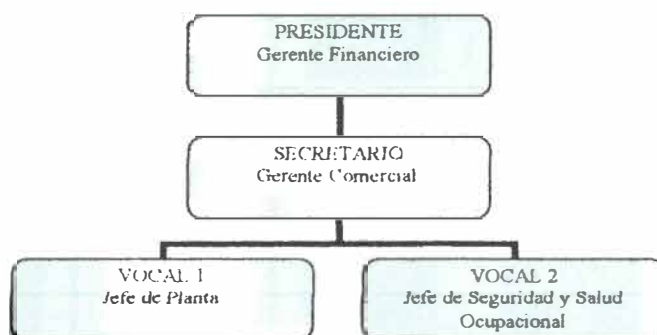 PRESIDENTE
Gerente Financiero
SECRETARIO
Gerente Comercial
VOCAL 1
Jefe de Planta
VOCAL 2
Jefe de Seguridad y Salud
Ocupacional